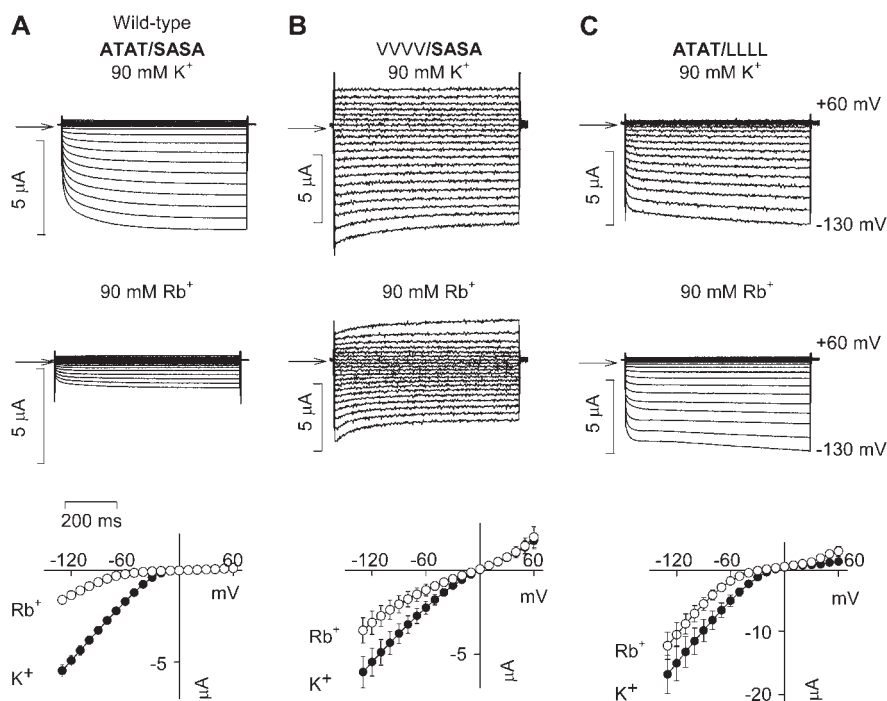 A
Wild-type
ATAT/SASA
90 mM K+
5 µA
90 mM Rb+
5 µA
200 ms
-120 -60 60
mV
Rb+
K+
-5
µA
B
VVVV/SASA
90 mM K+
5 µA
90 mM Rb+
5 µA
-120 -60 60
mV
Rb+
K+
-5
µA
C
ATAT/LLLL
90 mM K+
+60 mV
5 µA
-130 mV
90 mM Rb+
+60 mV
5 µA
-130 mV
-120 -60 60
mV
Rb+
K+
-10
-20
µA